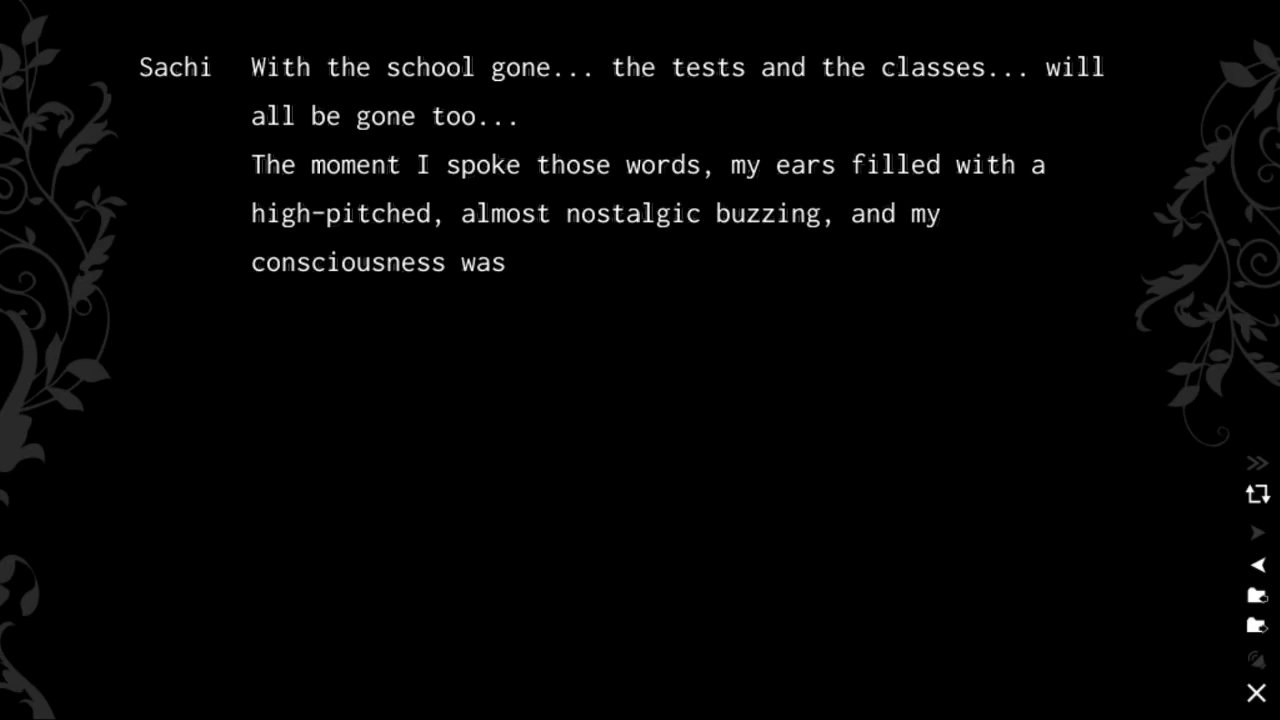 Sachi With the school gone... the tests and the classes... will
all be gone too...
The moment I spoke those words, my ears filled with a
high-pitched, almost nostalgic buzzing, and my
consciousness was